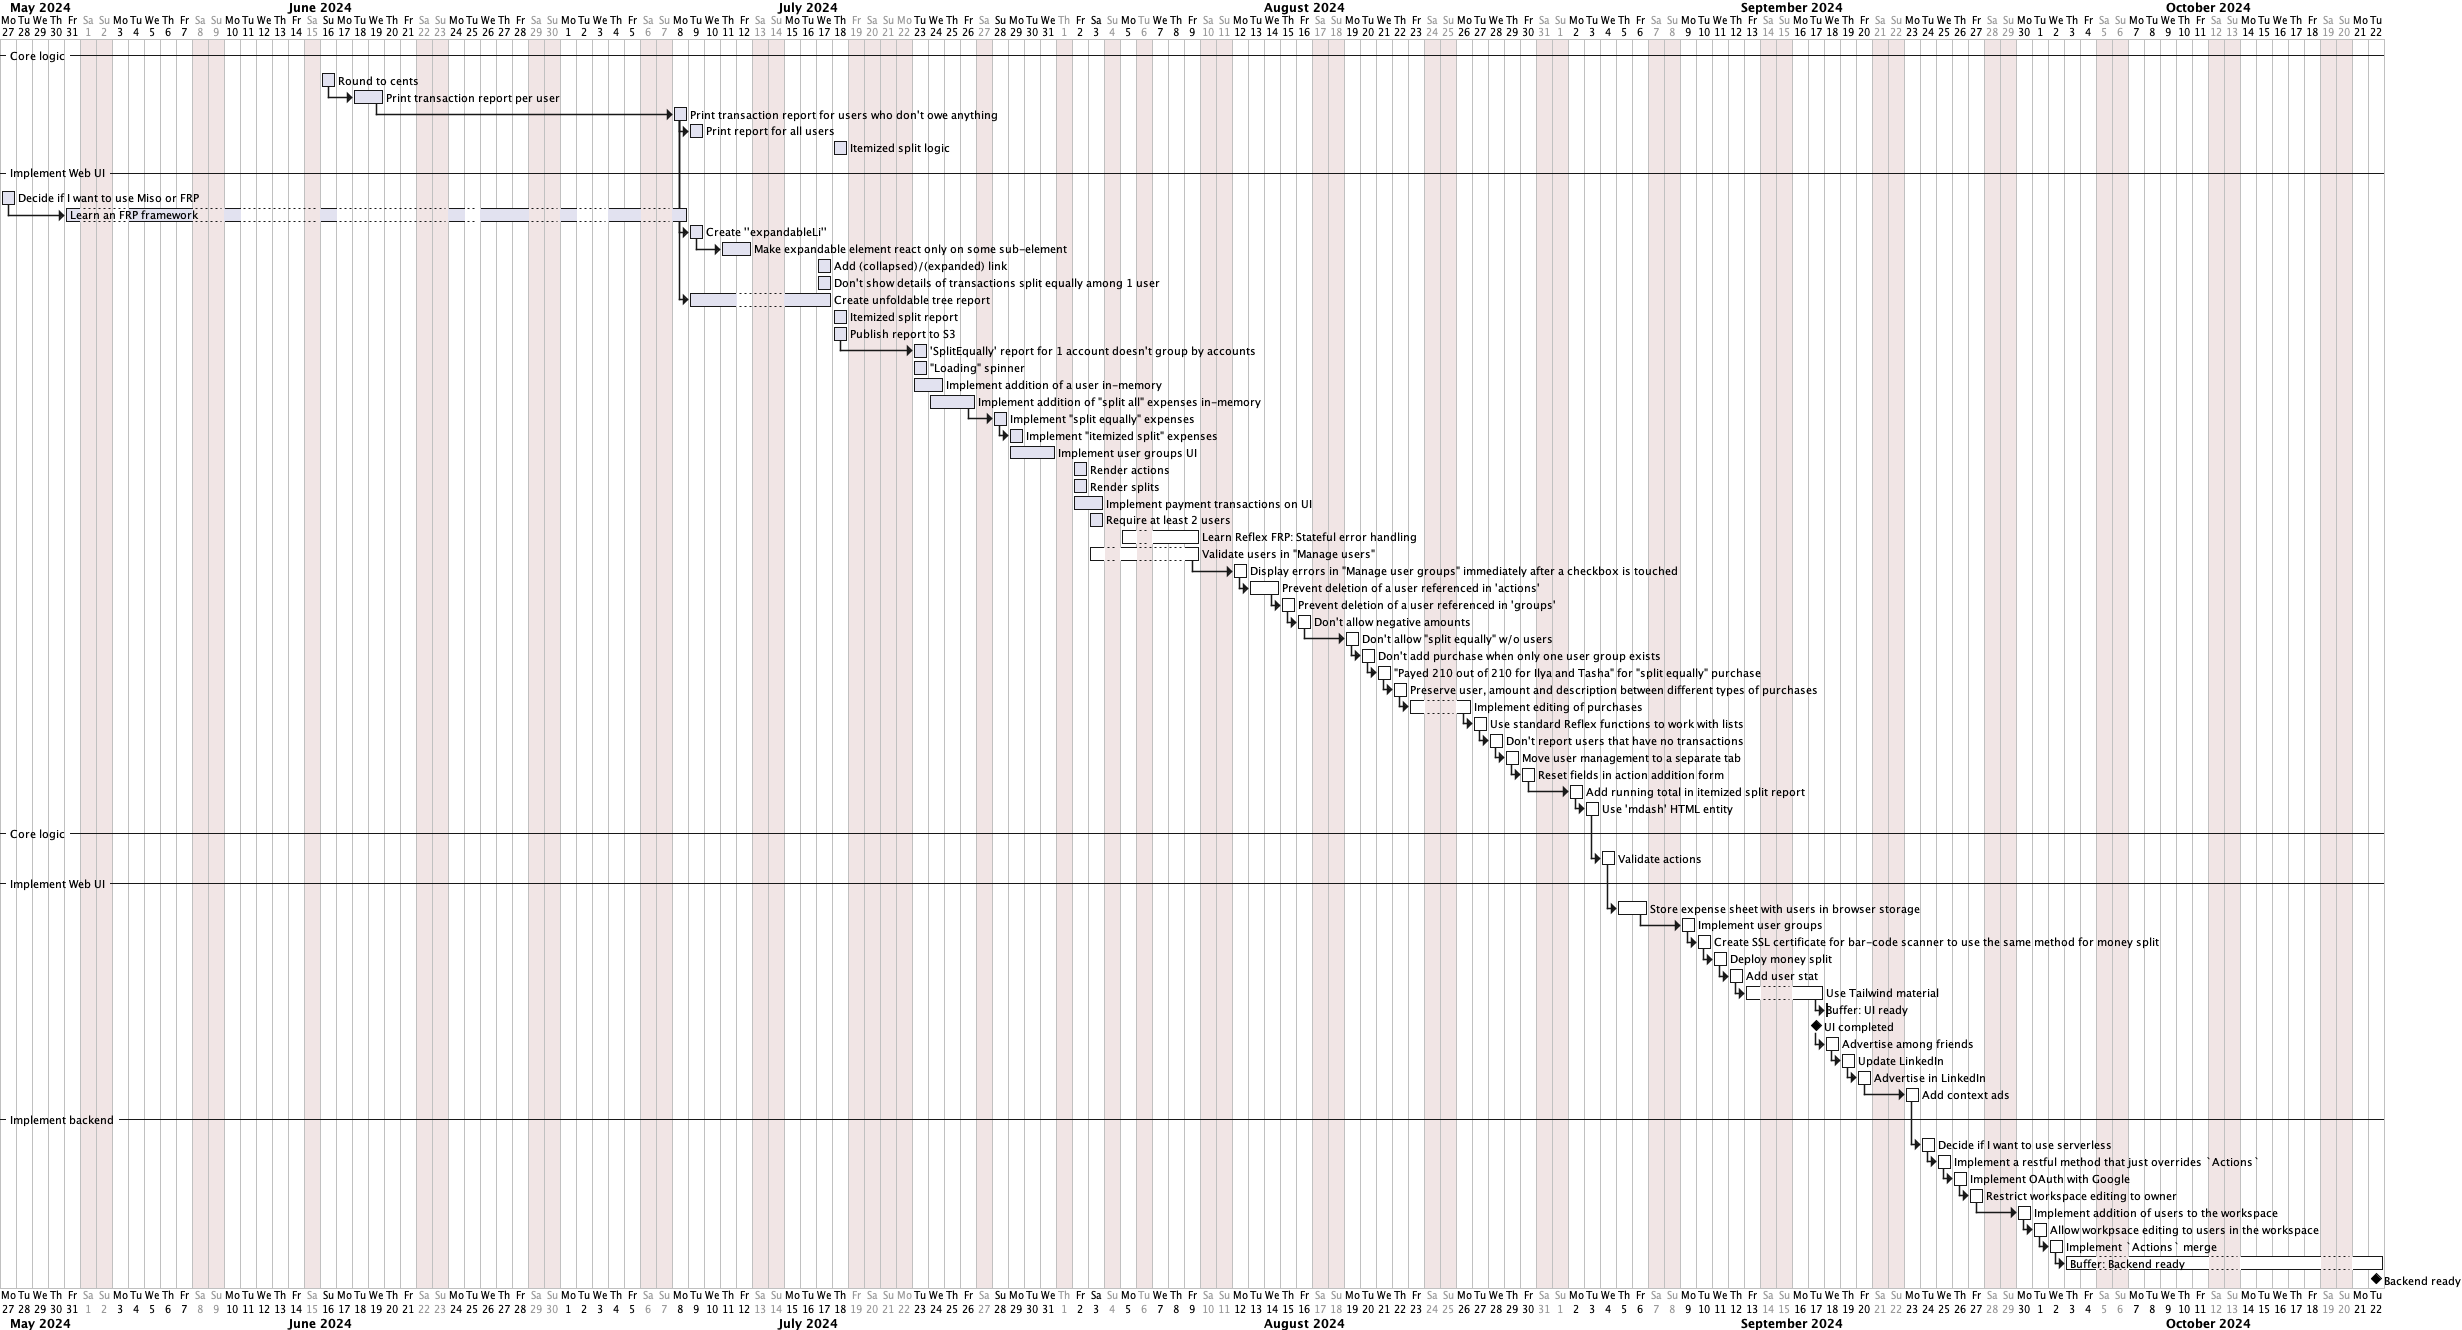 May 2024 June 2024 July 2024 August 2024 September 2024 October 2024
Mo Tu We Th Fr Sa Su Mo Tu We Th Fr Sa Su Mo Tu We Th Fr Sa Su Mo Tu We Th Fr Sa Su Mo Tu We Th Fr Sa Su Mo Tu We Th Fr Sa Su Mo Tu We Th Fr Sa Su Mo Tu We Th Fr Sa Su Mo Tu We Th Fr Sa Su Mo Tu We Th Fr Sa Su Mo Tu We Th Fr Sa Su Mo Tu We Th Fr Sa Su Mo Tu We Th Fr Sa Su Mo Tu We Th Fr Sa Su Mo Tu We Th Fr Sa Su Mo Tu We Th Fr Sa Su Mo Tu We Th Fr Sa Su Mo Tu We Th Fr Sa Su Mo Tu We Th Fr Sa Su Mo Tu We Th Fr Sa Su Mo Tu We Th Fr Sa Su Mo Tu
27 28 29 30 31 1 2 3 4 5 6 7 8 9 10 11 12 13 14 15 16 17 18 19 20 21 22 23 24 25 26 27 28 29 30 1 2 3 4 5 6 7 8 9 10 11 12 13 14 15 16 17 18 19 20 21 22 23 24 25 26 27 28 29 30 31 1 2 3 4 5 6 7 8 9 10 11 12 13 14 15 16 17 18 19 20 21 22 23 24 25 26 27 28 29 30 31 1 2 3 4 5 6 7 8 9 10 11 12 13 14 15 16 17 18 19 20 21 22 23 24 25 26 27 28 29 30 1 2 3 4 5 6 7 8 9 10 11 12 13 14 15 16 17 18 19 20 21 22
Core logic
Round to cents
Print transaction report per user
Print transaction report for users who don't owe anything
Print report for all users
Itemized split logic
Implement Web UI
Decide if I want to use Miso or FRP
Learn an FRP framework
Create ''expandableLi''
Make expandable element react only on some sub-element
Add (collapsed)/(expanded) link
Don't show details of transactions split equally among 1 user
Create unfoldable tree report
Itemized split report
Publish report to S3
'SplitEqually' report for 1 account doesn't group by accounts
"Loading" spinner
Implement addition of a user in-memory
Implement addition of "split all" expenses in-memory
Implement "split equally" expenses
Implement "itemized split" expenses
Implement user groups UI
Render actions
Render splits
Implement payment transactions on UI
Require at least 2 users
Learn Reflex FRP: Stateful error handling
Validate users in "Manage users"
Display errors in "Manage user groups" immediately after a checkbox is touched
Prevent deletion of a user referenced in 'actions'
Prevent deletion of a user referenced in 'groups'
Don't allow negative amounts
Don't allow "split equally" w/o users
Don't add purchase when only one user group exists
"Payed 210 out of 210 for Ilya and Tasha" for "split equally" purchase
Preserve user, amount and description between different types of purchases
Implement editing of purchases
Use standard Reflex functions to work with lists
Don't report users that have no transactions
Move user management to a separate tab
Reset fields in action addition form
Add running total in itemized split report
Use 'mdash' HTML entity
Core logic
Validate actions
Implement Web UI
Store expense sheet with users in browser storage
Implement user groups
Create SSL certificate for bar-code scanner to use the same method for money split
Deploy money split
Add user stat
Use Tailwind material
Buffer: UI ready
UI completed
Advertise among friends
Update LinkedIn
Advertise in LinkedIn
Add context ads
Implement backend
Decide if I want to use serverless
Implement a restful method that just overrides `Actions`
Implement OAuth with Google
Restrict workspace editing to owner
Implement addition of users to the workspace
Allow workpsace editing to users in the workspace
Implement `Actions` merge
Buffer: Backend ready
Backend ready
Mo Tu We Th Fr Sa Su Mo Tu We Th Fr Sa Su Mo Tu We Th Fr Sa Su Mo Tu We Th Fr Sa Su Mo Tu We Th Fr Sa Su Mo Tu We Th Fr Sa Su Mo Tu We Th Fr Sa Su Mo Tu We Th Fr Sa Su Mo Tu We Th Fr Sa Su Mo Tu We Th Fr Sa Su Mo Tu We Th Fr Sa Su Mo Tu We Th Fr Sa Su Mo Tu We Th Fr Sa Su Mo Tu We Th Fr Sa Su Mo Tu We Th Fr Sa Su Mo Tu We Th Fr Sa Su Mo Tu We Th Fr Sa Su Mo Tu We Th Fr Sa Su Mo Tu We Th Fr Sa Su Mo Tu We Th Fr Sa Su Mo Tu We Th Fr Sa Su Mo Tu
27 28 29 30 31 1 2 3 4 5 6 7 8 9 10 11 12 13 14 15 16 17 18 19 20 21 22 23 24 25 26 27 28 29 30 1 2 3 4 5 6 7 8 9 10 11 12 13 14 15 16 17 18 19 20 21 22 23 24 25 26 27 28 29 30 31 1 2 3 4 5 6 7 8 9 10 11 12 13 14 15 16 17 18 19 20 21 22 23 24 25 26 27 28 29 30 31 1 2 3 4 5 6 7 8 9 10 11 12 13 14 15 16 17 18 19 20 21 22 23 24 25 26 27 28 29 30 1 2 3 4 5 6 7 8 9 10 11 12 13 14 15 16 17 18 19 20 21 22
May 2024 June 2024 July 2024 August 2024 September 2024 October 2024